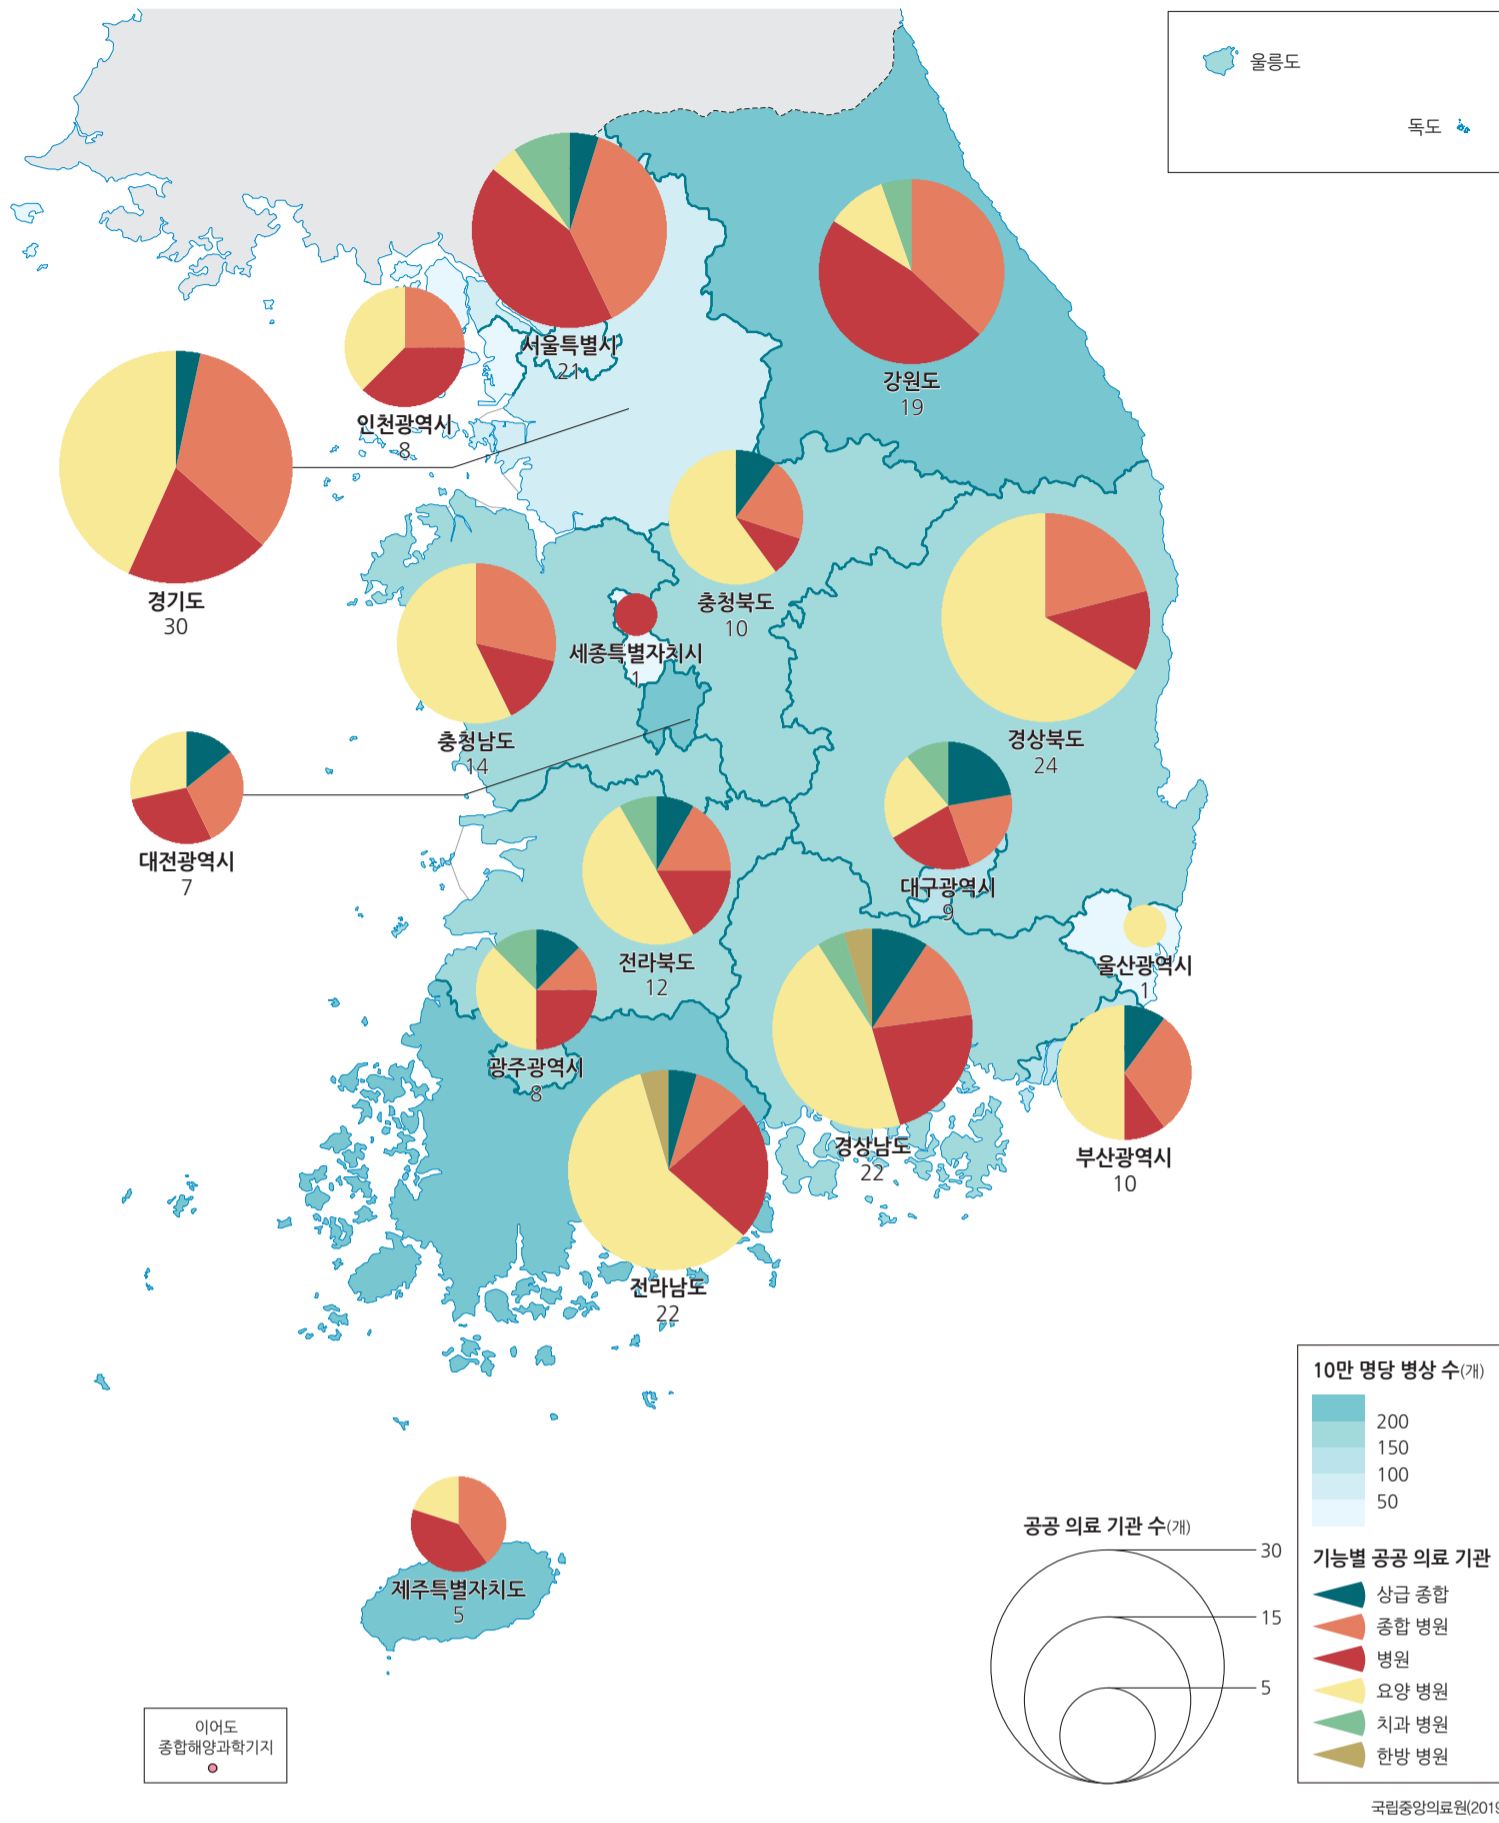 울릉도
독도
서울특별시
21
강원도
19
인천광역시
8
경기도
30
충청북도
10
세종특별자치시
1
충청남도
14
경상북도
24
대전광역시
7
대구광역시
9
전라북도
12
울산광역시
1
광주광역시
8
경상남도
22
부산광역시
10
전라남도
22
제주특별자치도
5
이어도
종합해양과학기지
공공 의료 기관 수(개)
30
15
5
10만 명당 병상 수(개)
200
150
100
50
기능별 공공 의료 기관
상급 종합
종합 병원
병원
요양 병원
치과 병원
한방 병원
국립중앙의료원(2019